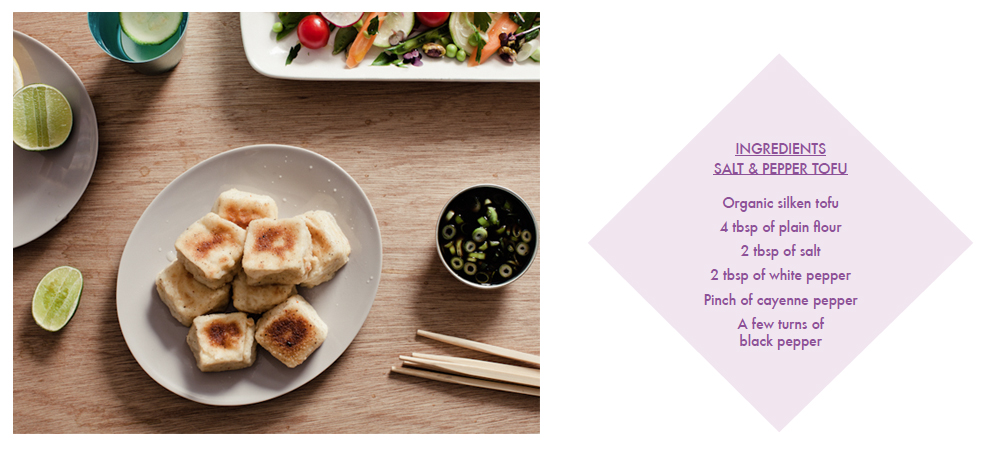 INGREDIENTS
SALT & PEPPER TOFU
Organic silken tofu
4 tbsp of plain flour
2 tbsp of salt
2 tbsp of white pepper
Pinch of cayenne pepper
A few turns of
black pepper